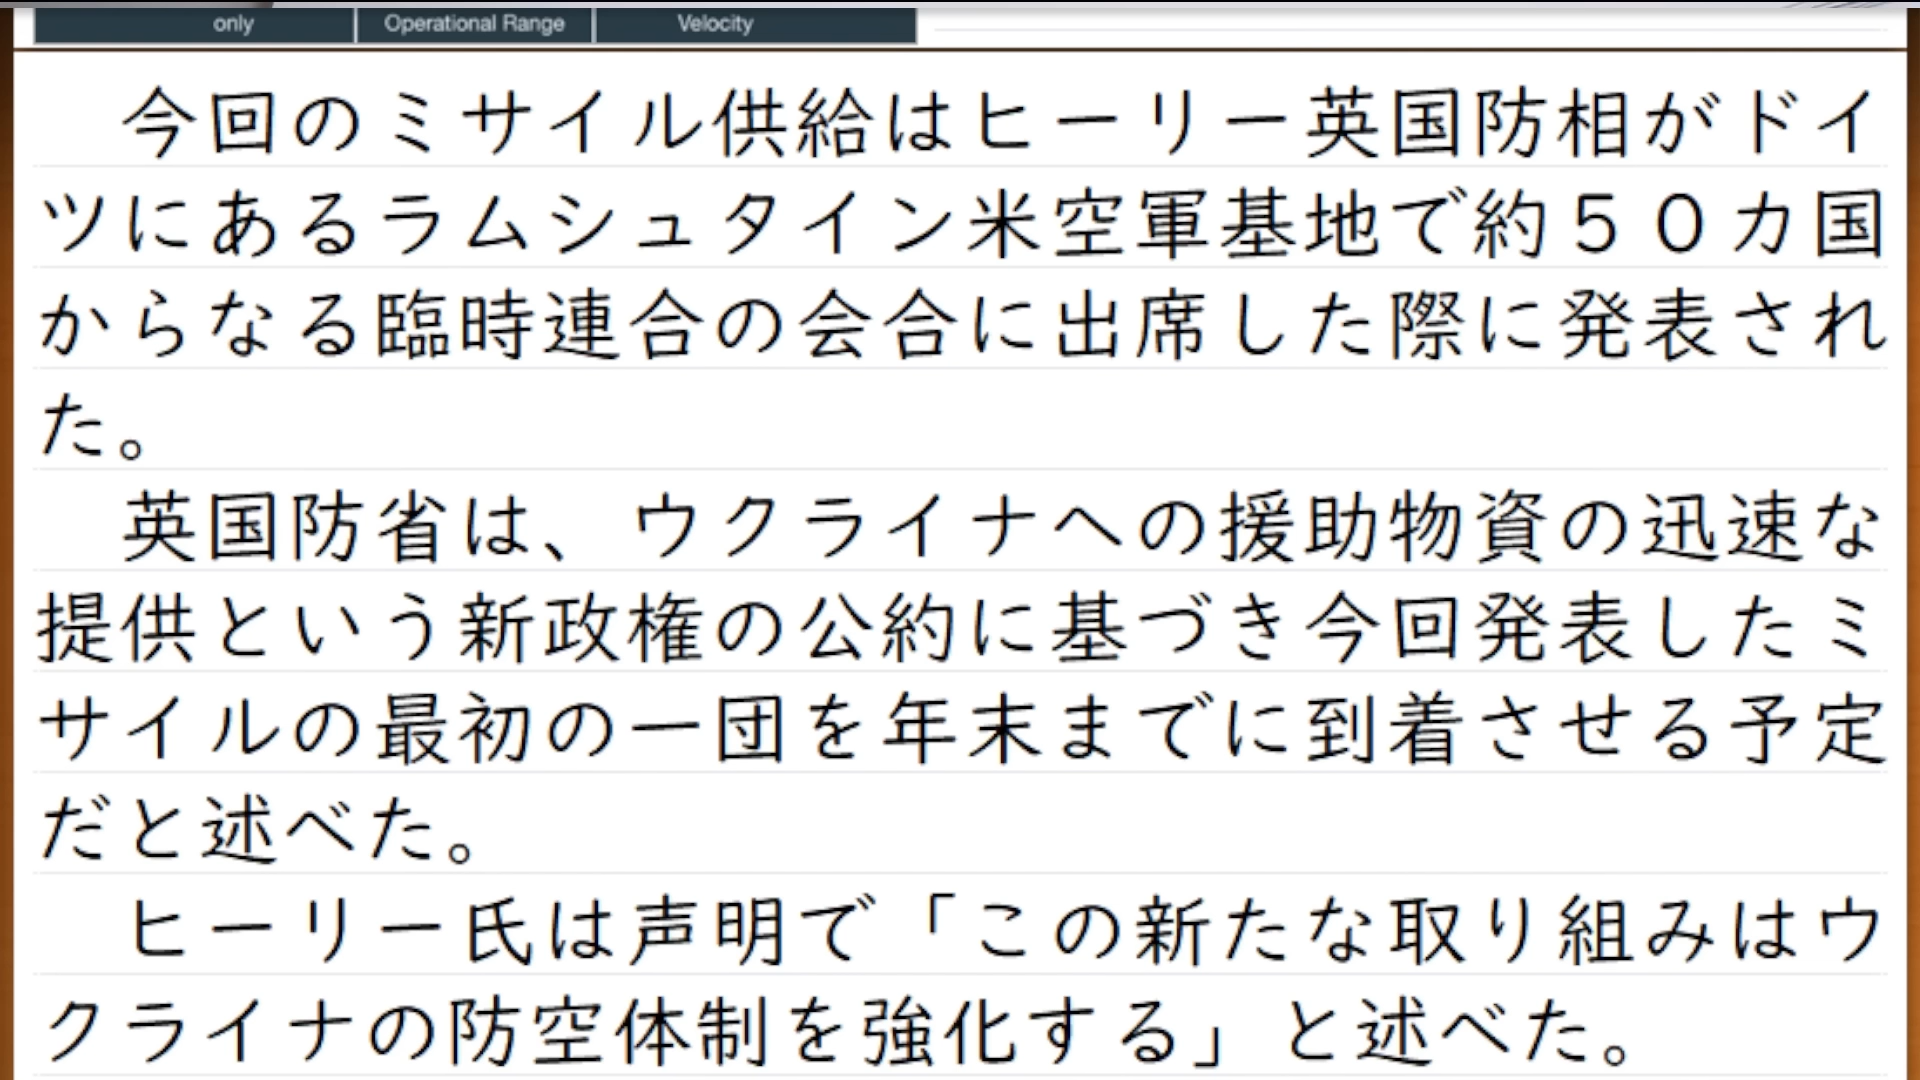 only Operational Range Velocity
今回のミサイル供給はヒーリー英国防相がドイ
ツにあるラムシュタイン米空軍基地で約５０カ国
からなる臨時連合の会合に出席した際に発表され
た。
英国防省は、ウクライナへの援助物資の迅速な
提供という新政権の公約に基づき今回発表したミ
サイルの最初の一団を年末までに到着させる予定
だと述べた。
ヒーリー氏は声明で「この新たな取り組みはウ
クライナの防空体制を強化する」と述べた。